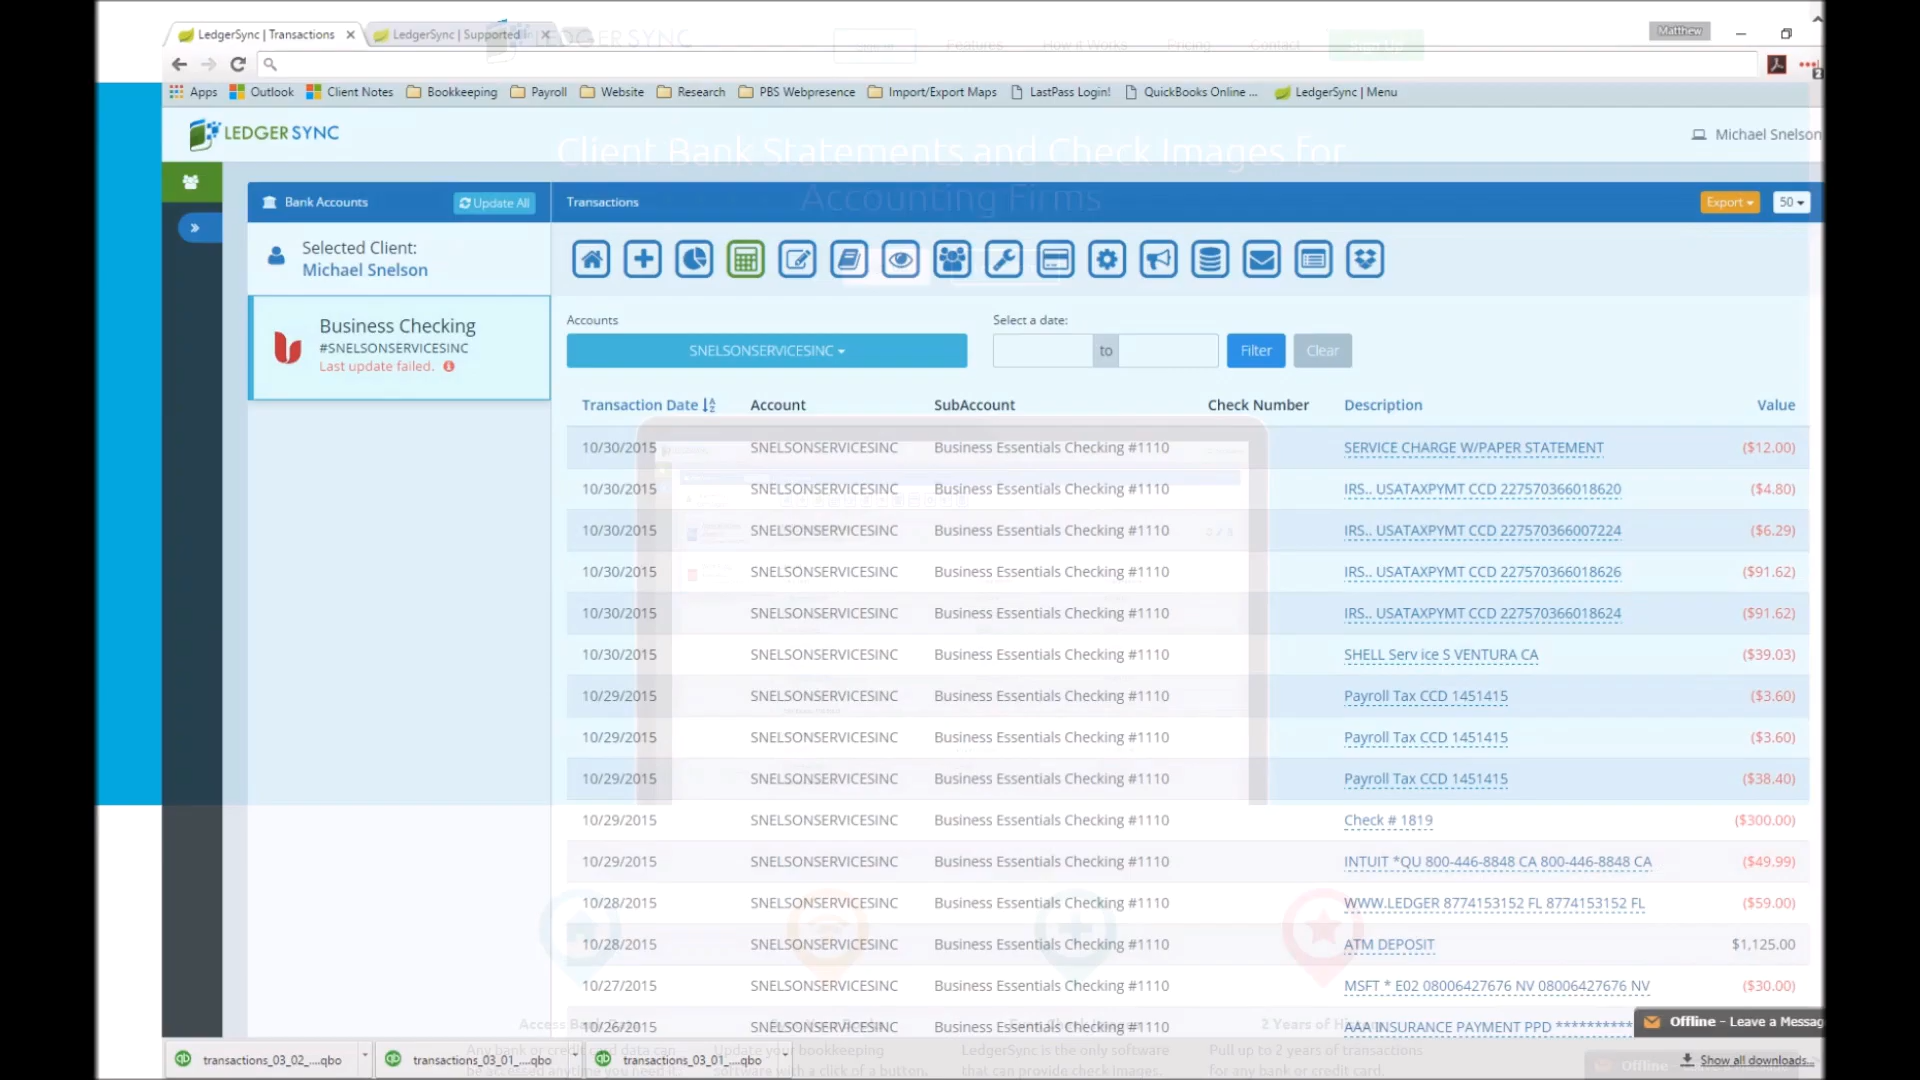 LedgerSync | Transactions
LedgerSync | Supported
Matthew
LEDGERSYNC
Features
How it Works
Pricing
Contact
Apps
Outlook
Client Notes
Bookkeeping
Payroll
Website
Research
PBS Webpresence
Import/Export Maps
LastPass Login!
QuickBooks Online ...
LedgerSync | Menu
2
LEDGERSYNC
Michael Snelson
Client Bank Statements and Check Images for
Accounting Firms
Bank Accounts
Update All
Transactions
Export
50
Selected Client:
Michael Snelson
Business Checking
#SNELSONSERVICESINC
Last update failed.
Accounts
Select a date:
SNELSONSERVICESINC
to
Filter
Clear
Transaction Date Account SubAccount Check Number Description Value
10/30/2015 SNELSONSERVICESINC Business Essentials Checking #1110 SERVICE CHARGE W/PAPER STATEMENT ($12.00)
10/30/2015 SNELSONSERVICESINC Business Essentials Checking #1110 IRS.. USATAXPYMT CCD 227570366018620 ($4.80)
10/30/2015 SNELSONSERVICESINC Business Essentials Checking #1110 IRS.. USATAXPYMT CCD 227570366007224 ($6.29)
10/30/2015 SNELSONSERVICESINC Business Essentials Checking #1110 IRS.. USATAXPYMT CCD 227570366018626 ($91.62)
10/30/2015 SNELSONSERVICESINC Business Essentials Checking #1110 IRS.. USATAXPYMT CCD 227570366018624 ($91.62)
10/30/2015 SNELSONSERVICESINC Business Essentials Checking #1110 SHELL Serv ice S VENTURA CA ($39.03)
10/29/2015 SNELSONSERVICESINC Business Essentials Checking #1110 Payroll Tax CCD 1451415 ($3.60)
10/29/2015 SNELSONSERVICESINC Business Essentials Checking #1110 Payroll Tax CCD 1451415 ($3.60)
10/29/2015 SNELSONSERVICESINC Business Essentials Checking #1110 Payroll Tax CCD 1451415 ($38.40)
10/29/2015 SNELSONSERVICESINC Business Essentials Checking #1110 Check # 1819 ($300.00)
10/29/2015 SNELSONSERVICESINC Business Essentials Checking #1110 INTUIT *QU 800-446-8848 CA 800-446-8848 CA ($49.99)
10/28/2015 SNELSONSERVICESINC Business Essentials Checking #1110 WWW.LEDGER 8774153152 FL 8774153152 FL ($59.00)
10/28/2015 SNELSONSERVICESINC Business Essentials Checking #1110 ATM DEPOSIT $1,125.00
10/27/2015 SNELSONSERVICESINC Business Essentials Checking #1110 MSFT * E02 08006427676 NV 08006427676 NV ($30.00)
10/26/2015 SNELSONSERVICESINC Business Essentials Checking #1110 AAA INSURANCE PAYMENT PPD **********
Offline - Leave a Messag
Access Bank
2 Years of
transactions_03_02_....qbo
transactions_03_01_....qbo
transactions_03_01_....qbo
Show all downloads...
Any bank or credit card data can
be accessed anytime you need it.
Update your bookkeeping
software with a click of a button.
LedgerSync is the only software
that can provide check images.
Pull up to 2 years of transactions
for any bank or credit card.
Offline